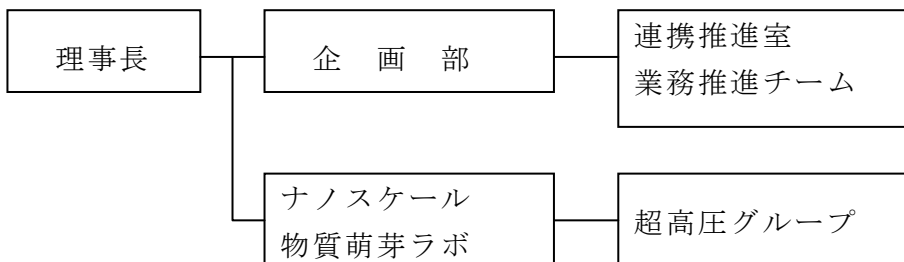 理事長
企画部
連携推進室
業務推進チーム
ナノスケール
物質萌芽ラボ
超高圧グループ